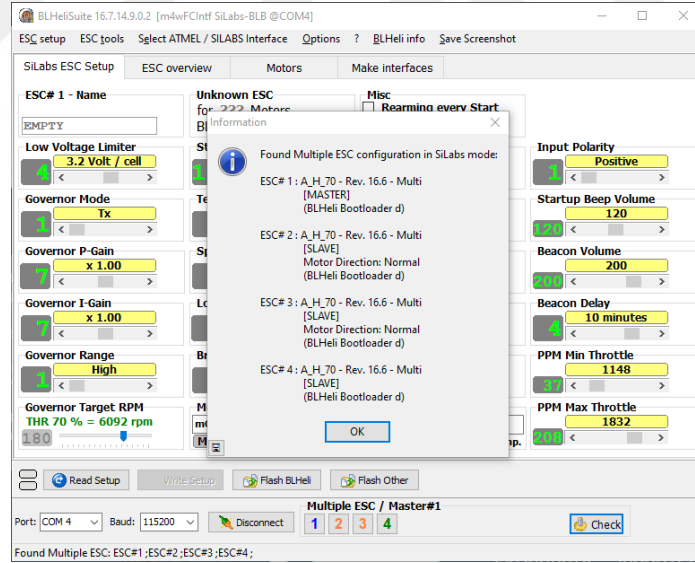 BLHeliSuite 16.7.14.9.0.2 [m4wFCIntf SiLabs-BLB @COM4]
ESC setup ESC tools Select ATMEL / SILABS Interface Options ? BLHeli info Save Screenshot
SiLabs ESC Setup ESC overview Motors Make interfaces
ESC# 1 - Name
EMPTY
Unknown ESC
for ??? Motors
Misc
Rearming every Start
Information
Found Multiple ESC configuration in SiLabs mode:
ESC# 1 : A_H_70 - Rev. 16.6 - Multi
[MASTER]
(BLHeli Bootloader d)
ESC# 2 : A_H_70 - Rev. 16.6 - Multi
[SLAVE]
Motor Direction: Normal
(BLHeli Bootloader d)
ESC# 3 : A_H_70 - Rev. 16.6 - Multi
[SLAVE]
Motor Direction: Normal
(BLHeli Bootloader d)
ESC# 4 : A_H_70 - Rev. 16.6 - Multi
[SLAVE]
(BLHeli Bootloader d)
OK
Low Voltage Limiter
3.2 Volt / cell
4
Governor Mode
Tx
1
Governor P-Gain
x 1.00
7
Governor I-Gain
x 1.00
7
Governor Range
High
1
Governor Target RPM
THR 70 % = 6092 rpm
180
Input Polarity
Positive
1
Startup Beep Volume
120
120
Beacon Volume
200
200
Beacon Delay
10 minutes
4
PPM Min Throttle
1148
37
PPM Max Throttle
1832
208
Read Setup Write Setup Flash BLHeli Flash Other
Multiple ESC / Master#1
Port: COM 4 Baud: 115200 Disconnect 1 2 3 4 Check
Found Multiple ESC: ESC#1 ;ESC#2 ;ESC#3 ;ESC#4 ;